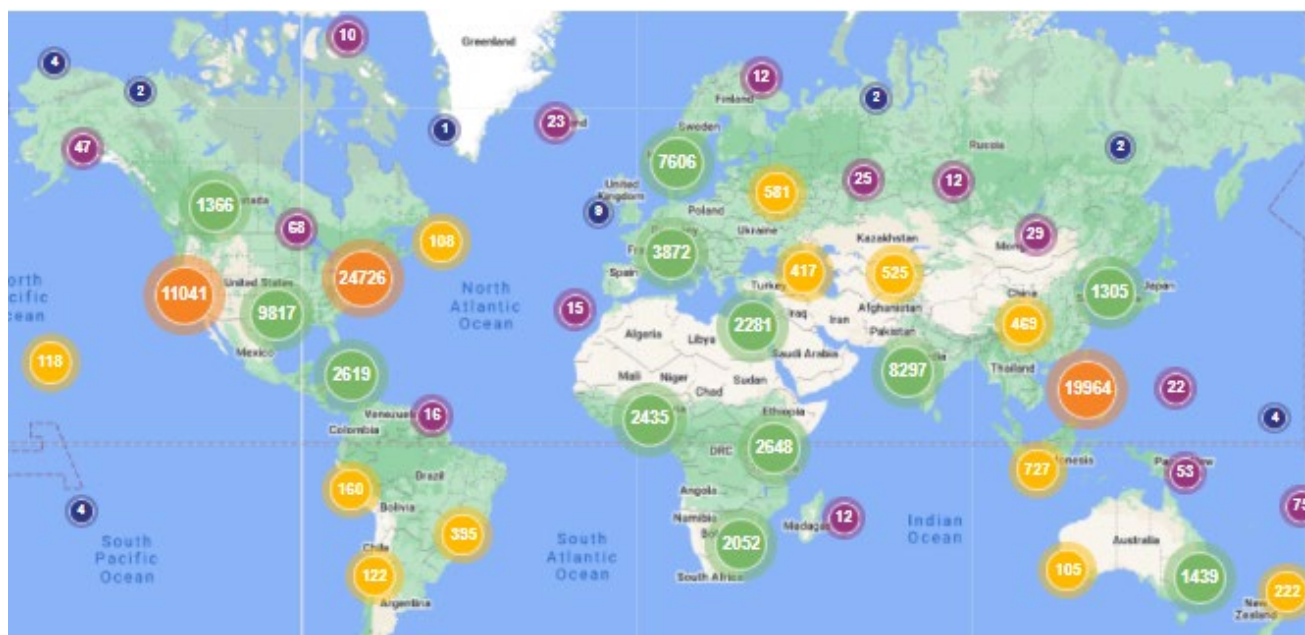 10
Greenland
4
2
12
Finland
2
1
23
Sweden
47
Russia
2
7606
United
Kingdom
581
25
12
1366
68
9
Poland
108
Ukraine
29
3872
Kazakhstan
24726
Spain
417
525
11041
United States
North
Atlantic
Ocean
Turkey
China
1305
Japan
9817
15
2281
Iraq
Iran
Afghanistan
469
Algeria
Libya
Pakistan
Mexico
118
Saudi Arabia
2619
8297
Thailand
Mali
Niger
Chad
Sudan
19964
22
16
2435
Ethiopia
4
Colombia
DRC
2648
160
Brazil
727
53
Angola
4
Bolivia
Namibia
12
Indian
Ocean
75
South
Pacific
Ocean
395
South
Atlantic
Ocean
2052
Australia
Chile
122
South Africa
105
1439
Argentina
222
New
Zealand